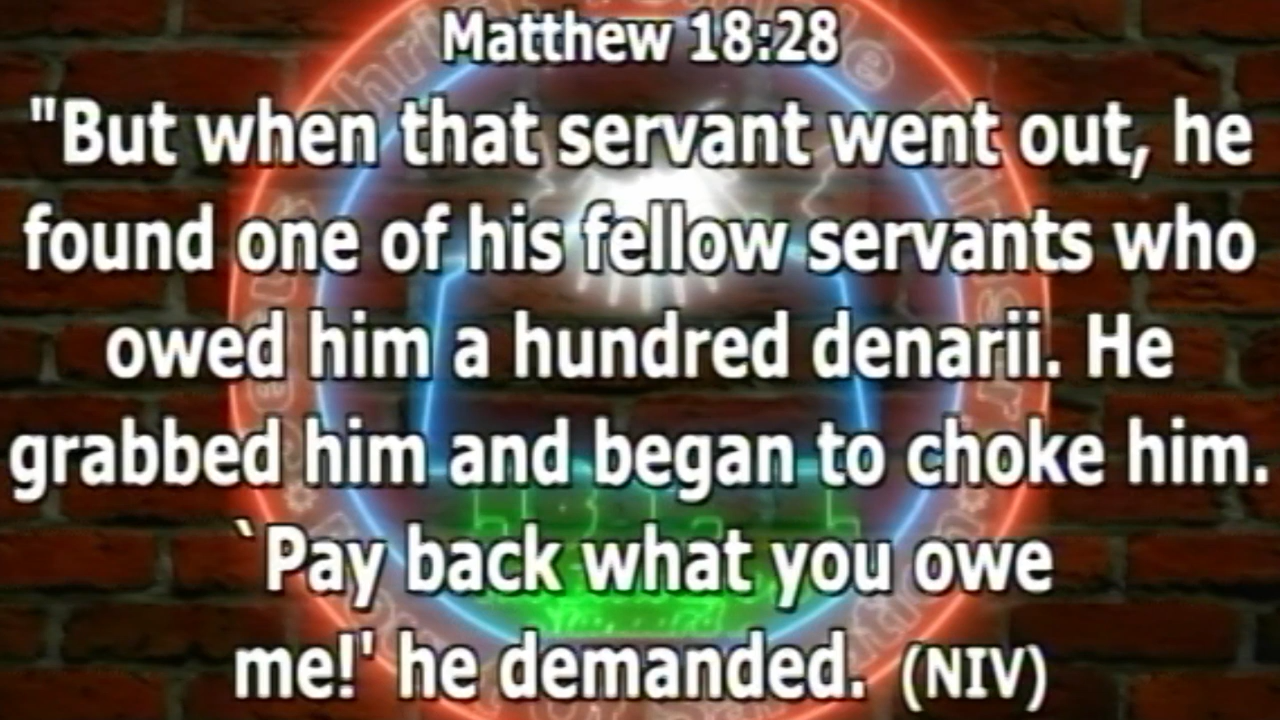 Matthew 18:28
"But when that servant went out, he
found one of his fellow servants who
owed him a hundred denarii. He
grabbed him and began to choke him.
`Pay back what you owe
me!' he demanded. (NIV)